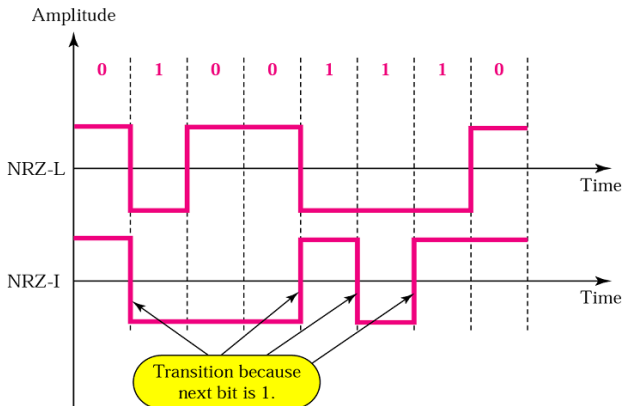 Amplitude
0 1 0 0 1 1 1 0
NRZ-L
Time
NRZ-I
Time
Transition because
next bit is 1.